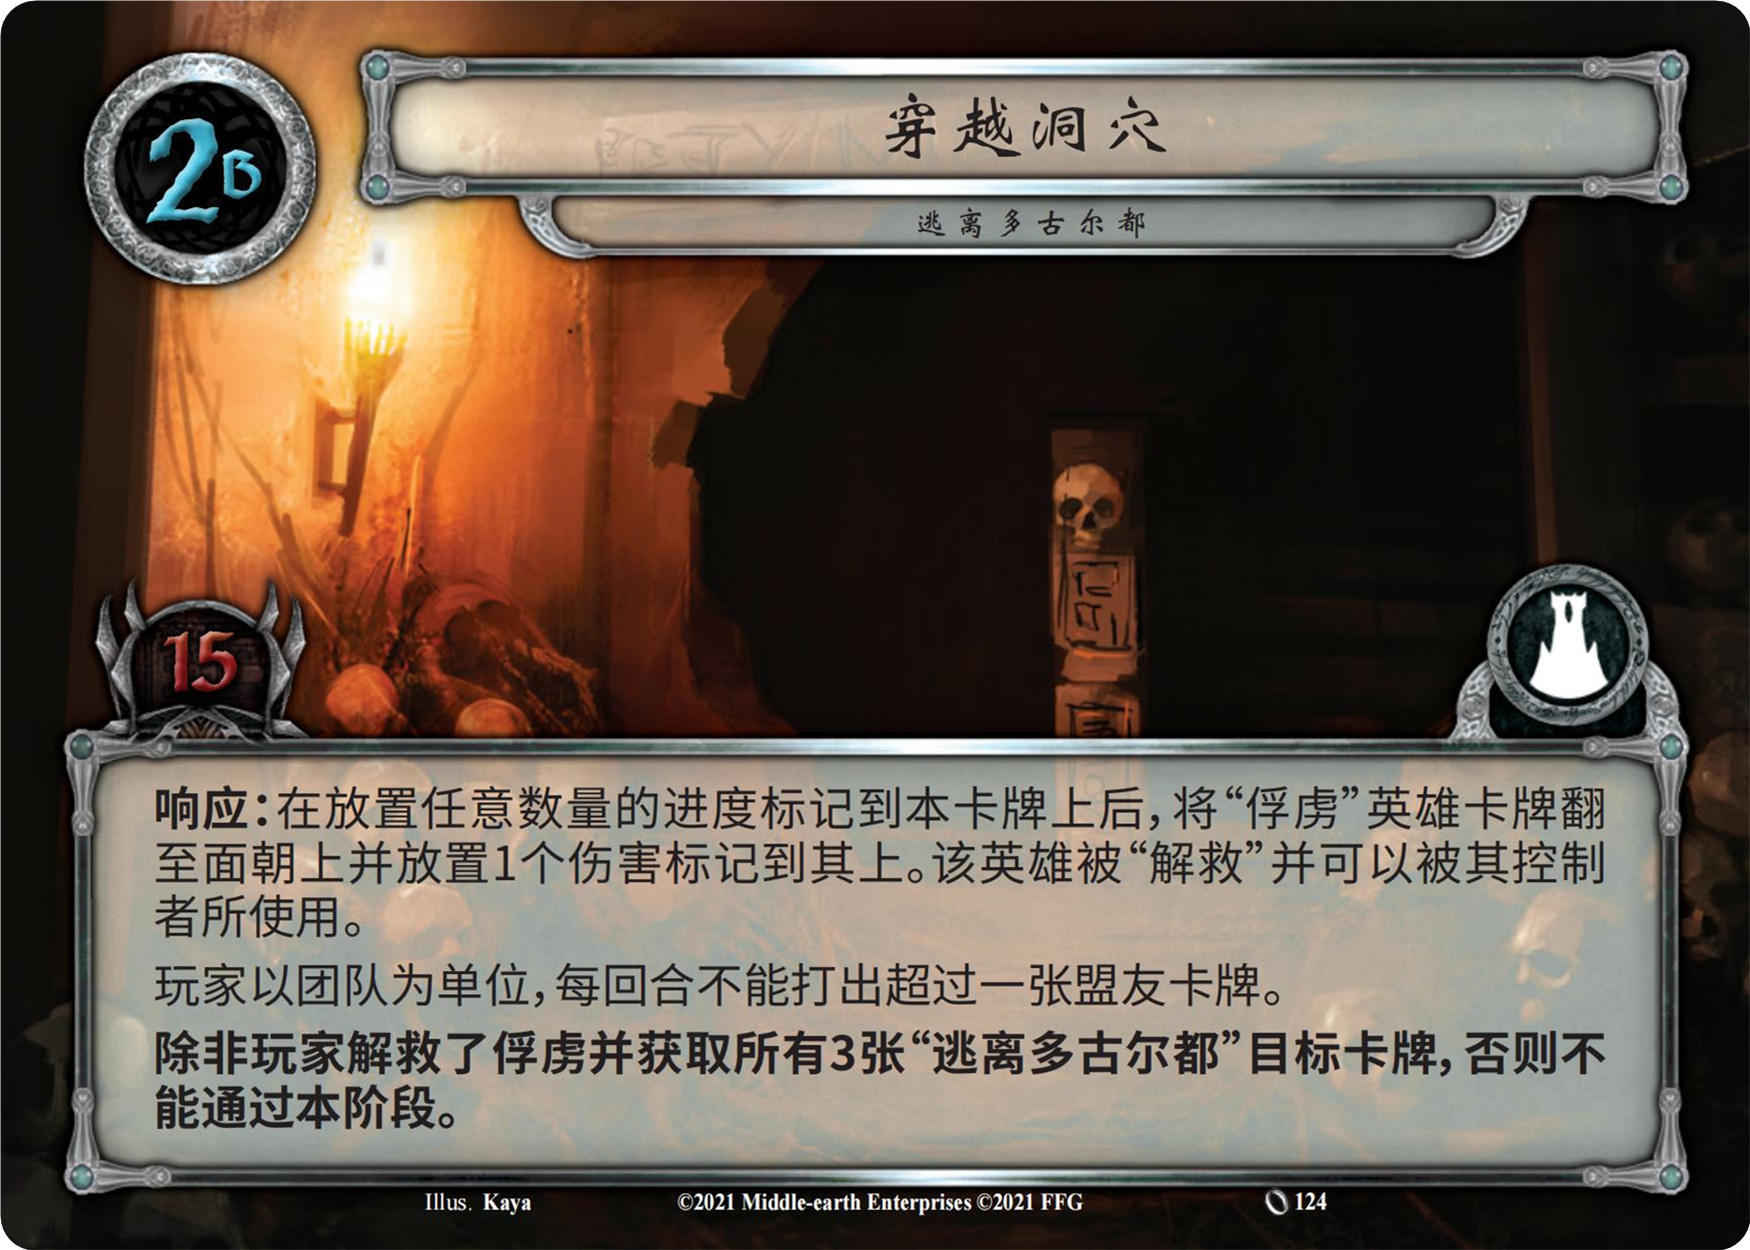 2B
穿越洞穴
逃离多古尔都
15
响应：在放置任意数量的进度标记到本卡牌上后，将“俘虏”英雄卡牌翻
至面朝上并放置1个伤害标记到其上。该英雄被“解救”并可以被其控制
者所使用。
玩家以团队为单位，每回合不能打出超过一张盟友卡牌。
除非玩家解救了俘虏并获取所有3张“逃离多古尔都”目标卡牌，否则不
能通过本阶段。
Illus. Kaya
©2021 Middle-earth Enterprises ©2021 FFG
124